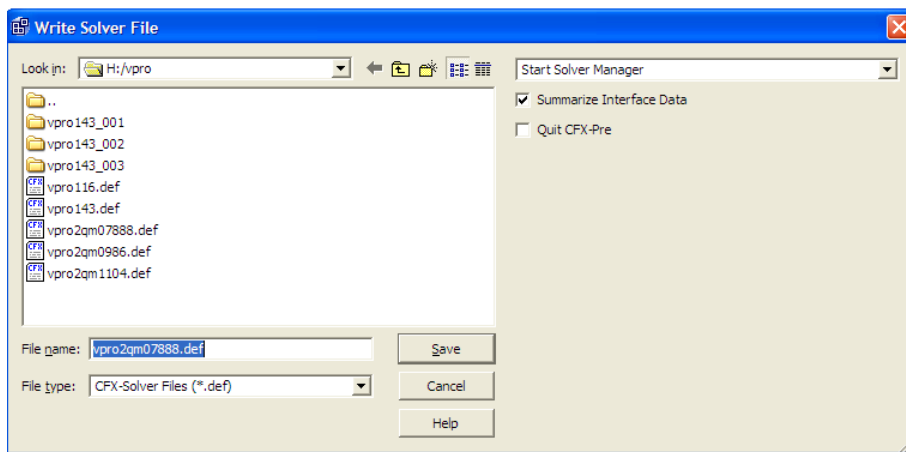 Write Solver File
Look in: H:/vpro
Start Solver Manager
..
vpro143_001
vpro143_002
vpro143_003
vpro116.def
vpro143.def
vpro2qm07888.def
vpro2qm0986.def
vpro2qm1104.def
Summarize Interface Data
Quit CFX-Pre
File name: vpro2qm07888.def
Save
File type: CFX-Solver Files (*.def)
Cancel
Help